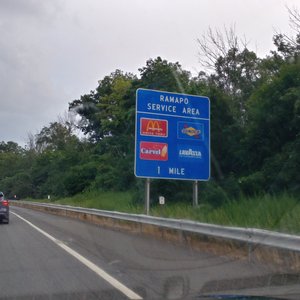 RAMAPO
SERVICE AREA
Carvel
LAVAZZA
1 MILE